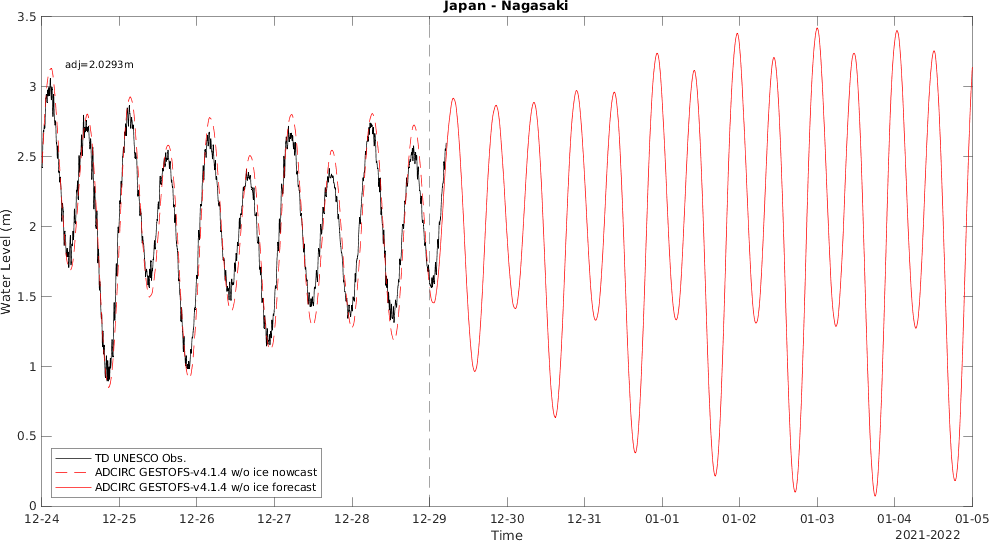 Japan - Nagasaki
adj=2.0293m
3.5
3
2.5
2
1.5
1
0.5
0
Water Level (m)
TD UNESCO Obs.
ADCIRC GESTOFS-v4.1.4 w/o ice nowcast
ADCIRC GESTOFS-v4.1.4 w/o ice forecast
12-24 12-25 12-26 12-27 12-28 12-29 12-30 12-31 01-01 01-02 01-03 01-04 01-05
Time
2021-2022